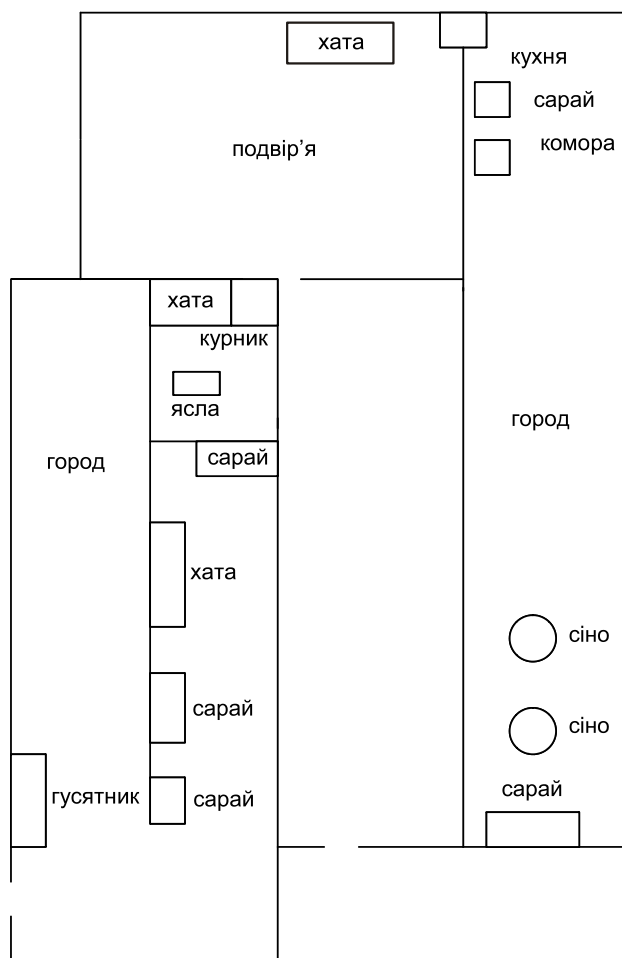 хата
кухня
сарай
комора
подвір’я
хата
курник
ясла
город
город
сарай
хата
сіно
сарай
сіно
гусятник
сарай
сарай